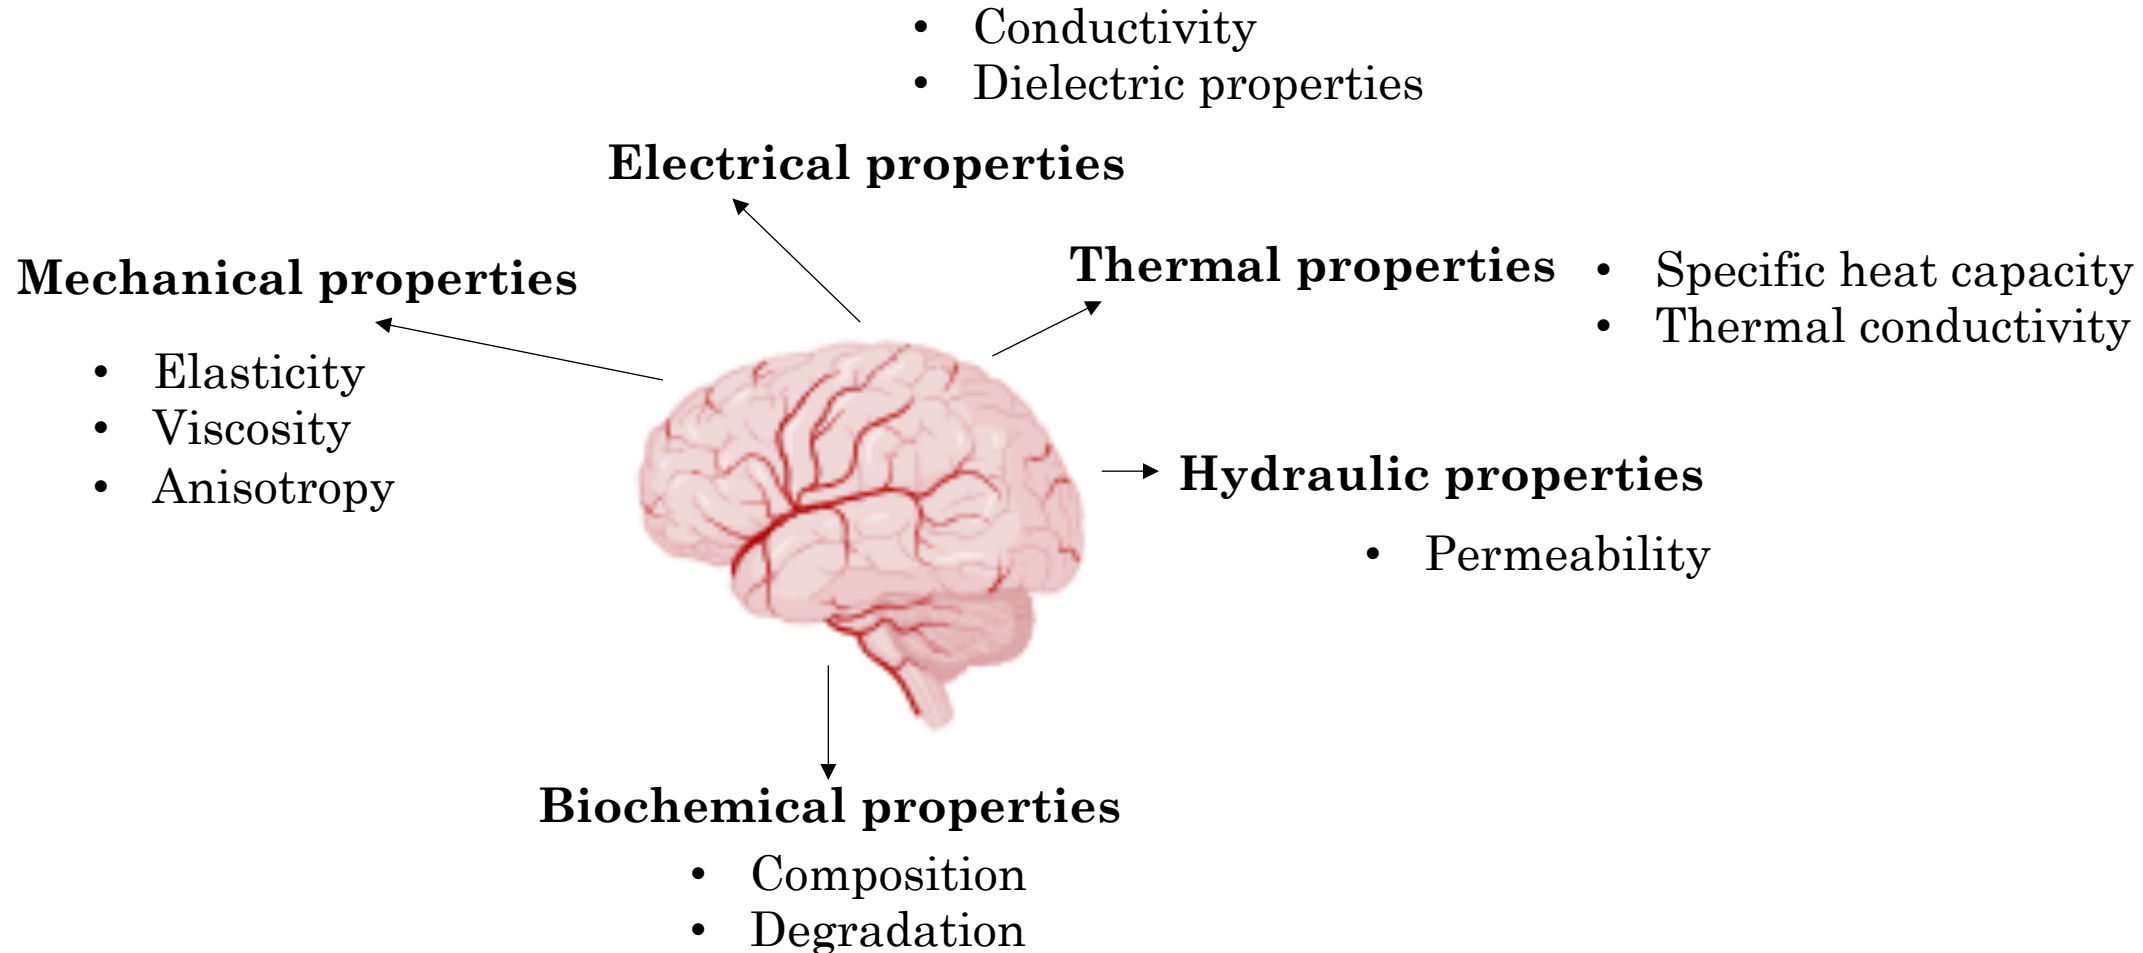 • Conductivity
• Dielectric properties
Electrical properties
Mechanical properties
• Elasticity
• Viscosity
• Anisotropy
Thermal properties
• Specific heat capacity
• Thermal conductivity
Hydraulic properties
• Permeability
Biochemical properties
• Composition
• Degradation